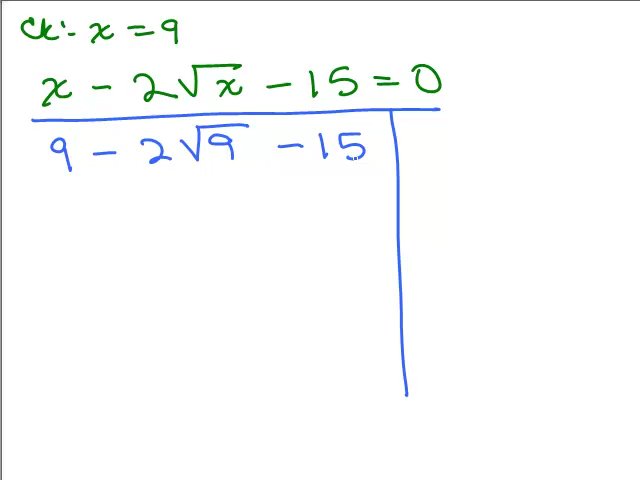 Ck:- x = 9
x - 2√x - 15 = 0
9 - 2√9 - 15